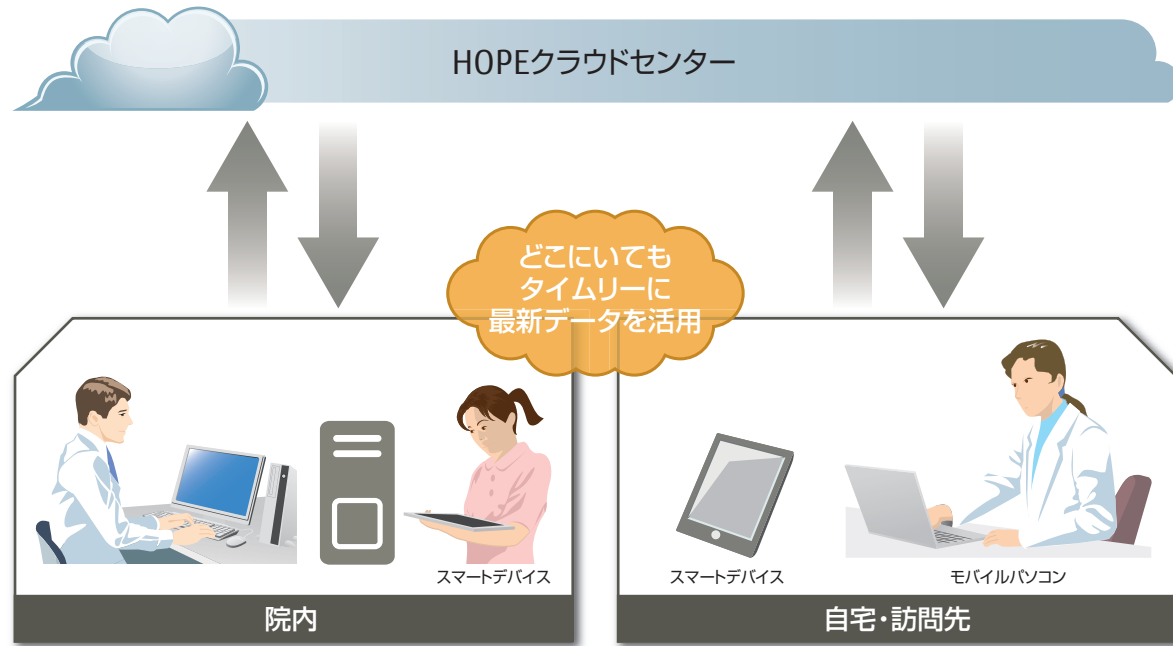 HOPEクラウドセンター
どこにいても
タイムリーに
最新データを活用
スマートデバイス
院内
スマートデバイス
モバイルパソコン
自宅・訪問先